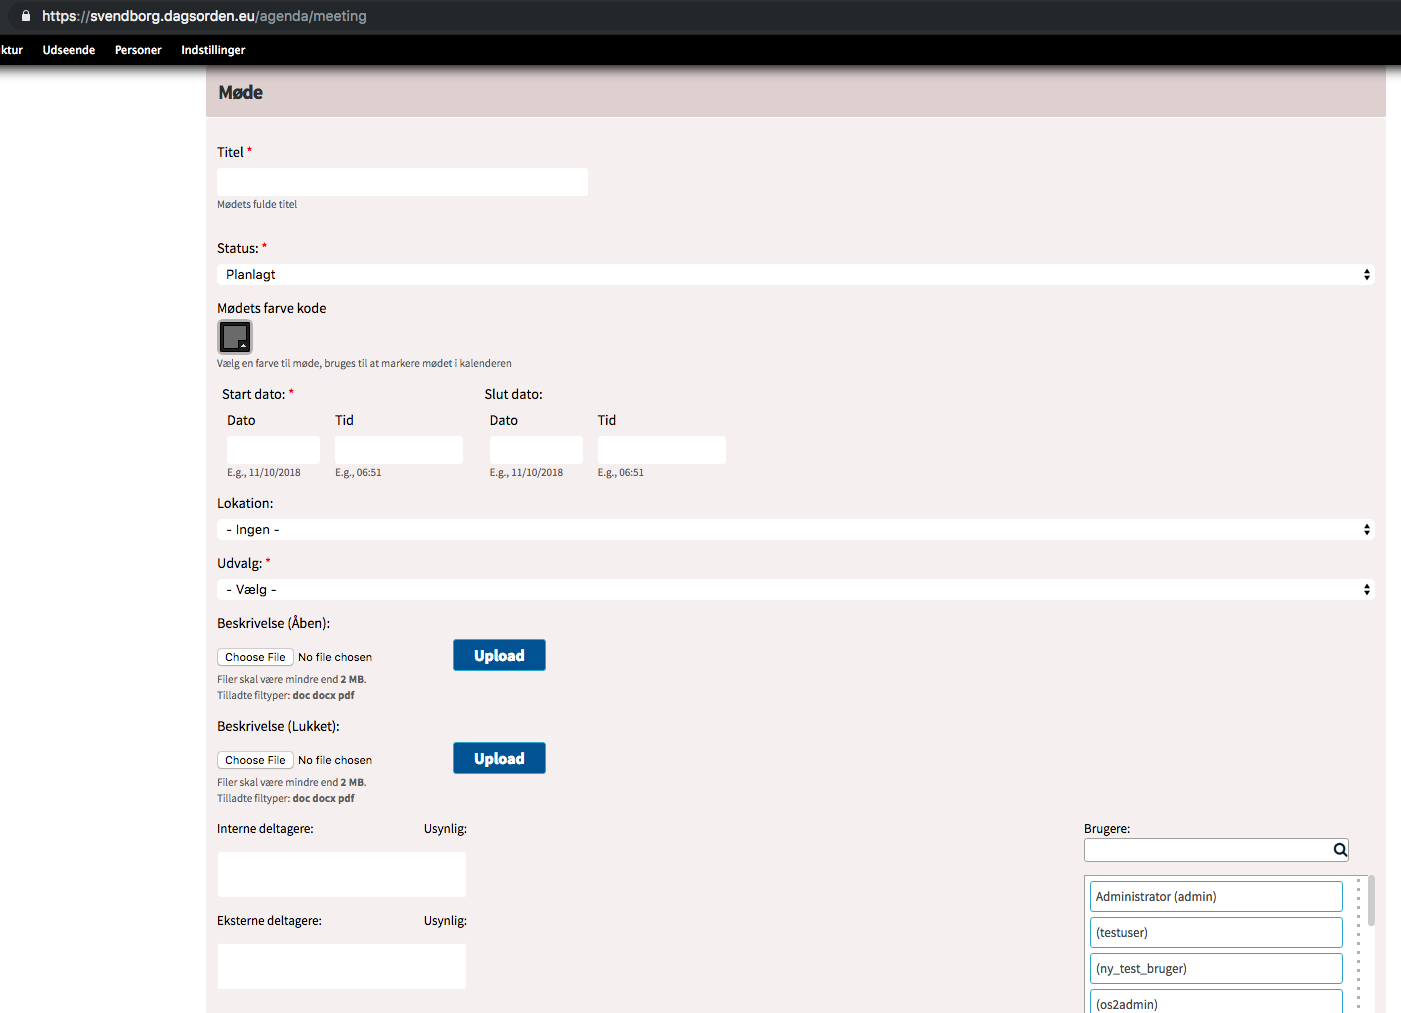 https://svendborg.dagsorden.eu/agenda/meeting
ktur Udseende Personer Indstillinger
Møde
Titel *
Mødets fulde titel
Status: *
Planlagt
Mødets farve kode
Vælg en farve til møde, bruges til at markere mødet i kalenderen
Start dato: * Slut dato:
Dato Tid Dato Tid
E.g., 11/10/2018 E.g., 06:51 E.g., 11/10/2018 E.g., 06:51
Lokation:
- Ingen -
Udvalg: *
- Vælg -
Beskrivelse (Åben):
Choose File No file chosen Upload
Filer skal være mindre end 2 MB.
Tilladte filtyper: doc docx pdf
Beskrivelse (Lukket):
Choose File No file chosen Upload
Filer skal være mindre end 2 MB.
Tilladte filtyper: doc docx pdf
Interne deltagere: Usynlig: Brugere:
Administrator (admin)
Eksterne deltagere: Usynlig:
(testuser)
(ny_test_bruger)
(os2admin)